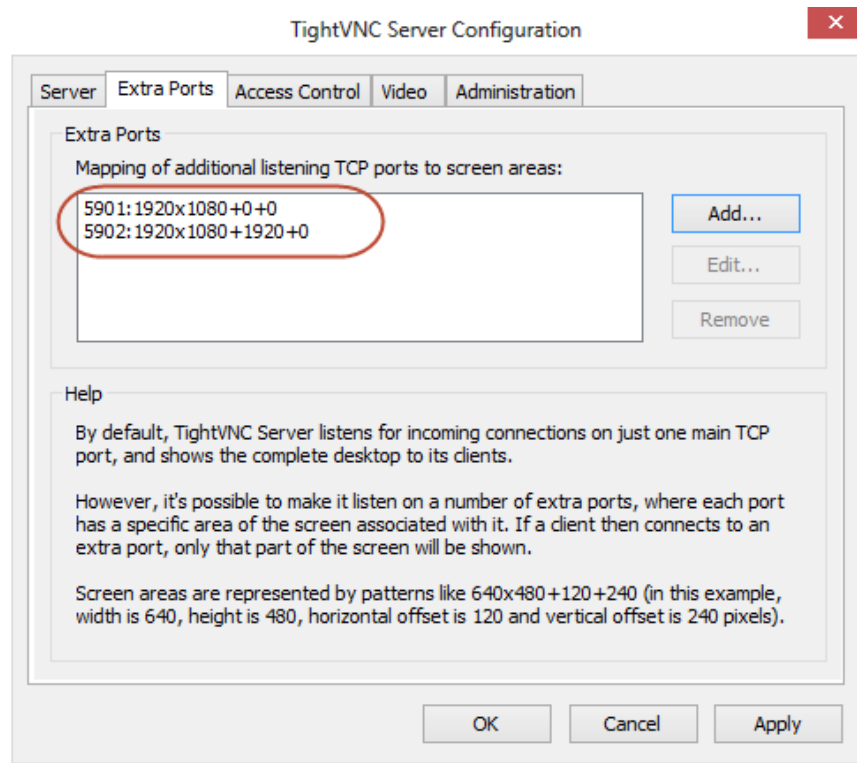 TightVNC Server Configuration
Server Extra Ports Access Control Video Administration
Extra Ports
Mapping of additional listening TCP ports to screen areas:
5901:1920x1080+0+0
5902:1920x1080+1920+0
Add...
Edit...
Remove
Help
By default, TightVNC Server listens for incoming connections on just one main TCP
port, and shows the complete desktop to its clients.
However, it's possible to make it listen on a number of extra ports, where each port
has a specific area of the screen associated with it. If a client then connects to an
extra port, only that part of the screen will be shown.
Screen areas are represented by patterns like 640x480+120+240 (in this example,
width is 640, height is 480, horizontal offset is 120 and vertical offset is 240 pixels).
OK Cancel Apply